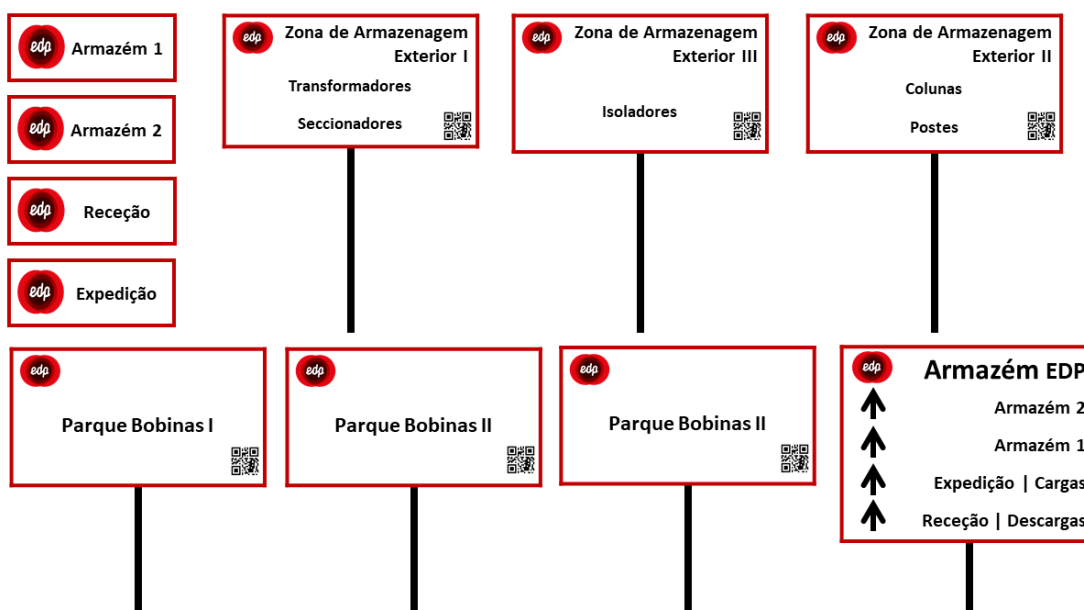 edp Armazém 1
edp Armazém 2
edp Receção
edp Expedição
edp Zona de Armazenagem
Exterior I
Transformadores
Seccionadores
edp Zona de Armazenagem
Exterior III
Isoladores
edp Zona de Armazenagem
Exterior II
Colunas
Postes
edp
Parque Bobinas I
edp
Parque Bobinas II
edp
Parque Bobinas II
edp Armazém EDP
Armazém 2
Armazém 1
Expedição | Cargas
Receção | Descargas